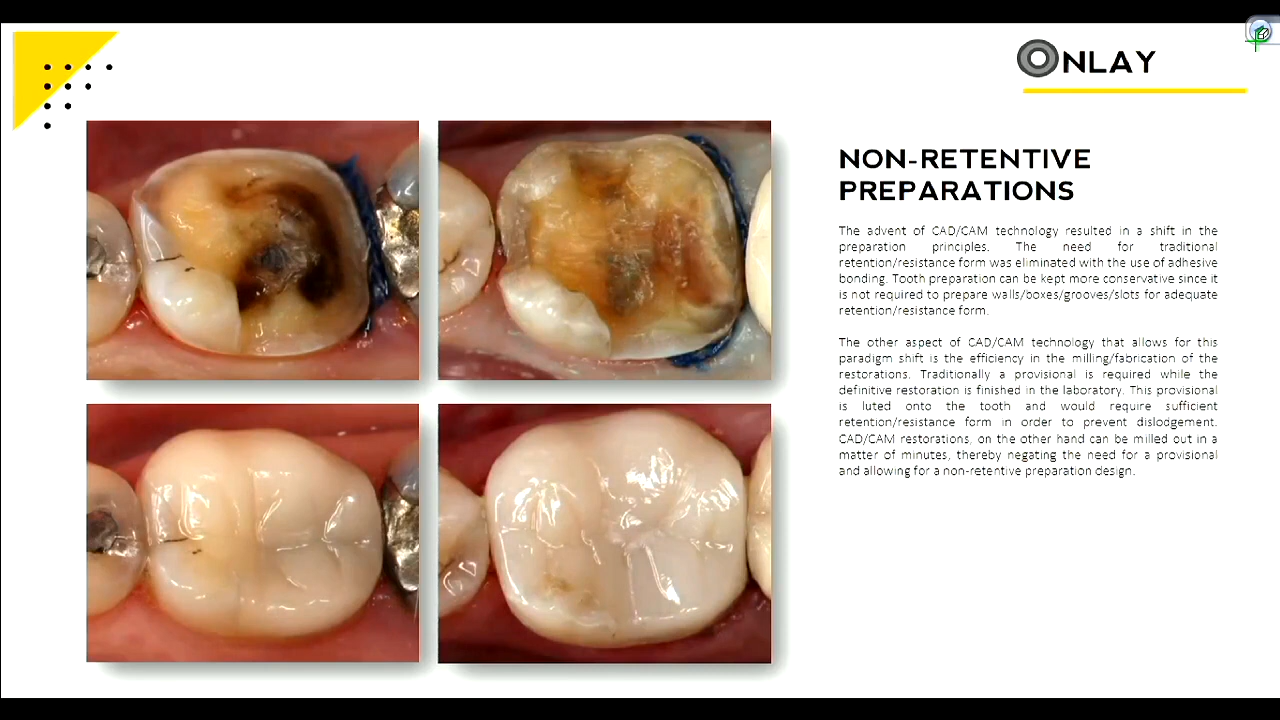 ONLAY
NON-RETENTIVE
PREPARATIONS
The advent of CAD/CAM technology resulted in a shift in the
preparation principles. The need for traditional
retention/resistance form was eliminated with the use of adhesive
bonding. Tooth preparation can be kept more conservative since it
is not required to prepare walls/boxes/grooves/slots for adequate
retention/resistance form.
The other aspect of CAD/CAM technology that allows for this
paradigm shift is the efficiency in the milling/fabrication of the
restorations. Traditionally a provisional is required while the
definitive restoration is finished in the laboratory. This provisional
is luted onto the tooth and would require sufficient
retention/resistance form in order to prevent dislodgement.
CAD/CAM restorations, on the other hand can be milled out in a
matter of minutes, thereby negating the need for a provisional
and allowing for a non-retentive preparation design.